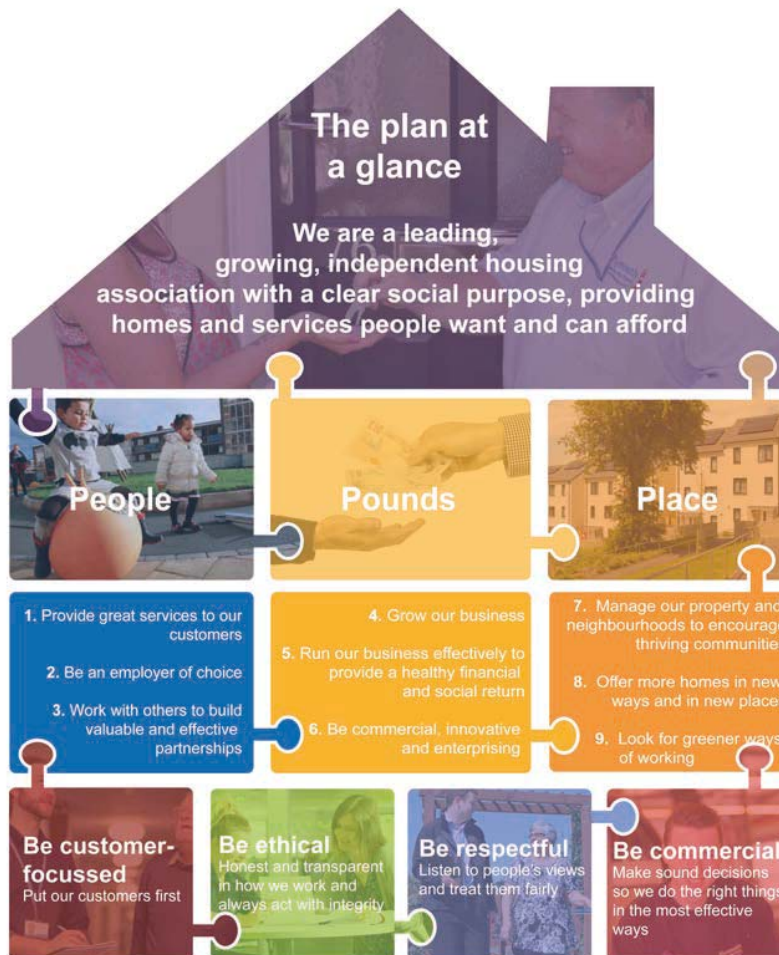 The plan at
a glance
We are a leading,
growing, independent housing
association with a clear social purpose, providing
homes and services people want and can afford
People
Pounds
Place
1. Provide great services to our
customers
2. Be an employer of choice
3. Work with others to build
valuable and effective
partnerships
4. Grow our business
5. Run our business effectively to
provide a healthy financial
and social return
6. Be commercial, innovative
and enterprising
7. Manage our property and
neighbourhoods to encourage
thriving communitie
8. Offer more homes in new
ways and in new place
9. Look for greener ways
of working
Be customer-
focussed
Put our customers first
Be ethical
Honest and transparent
in how we work and
always act with integrity
Be respectful
Listen to people's views
and treat them fairly
Be commercial
Make sound decisions
so we do the right things
in the most effective
ways